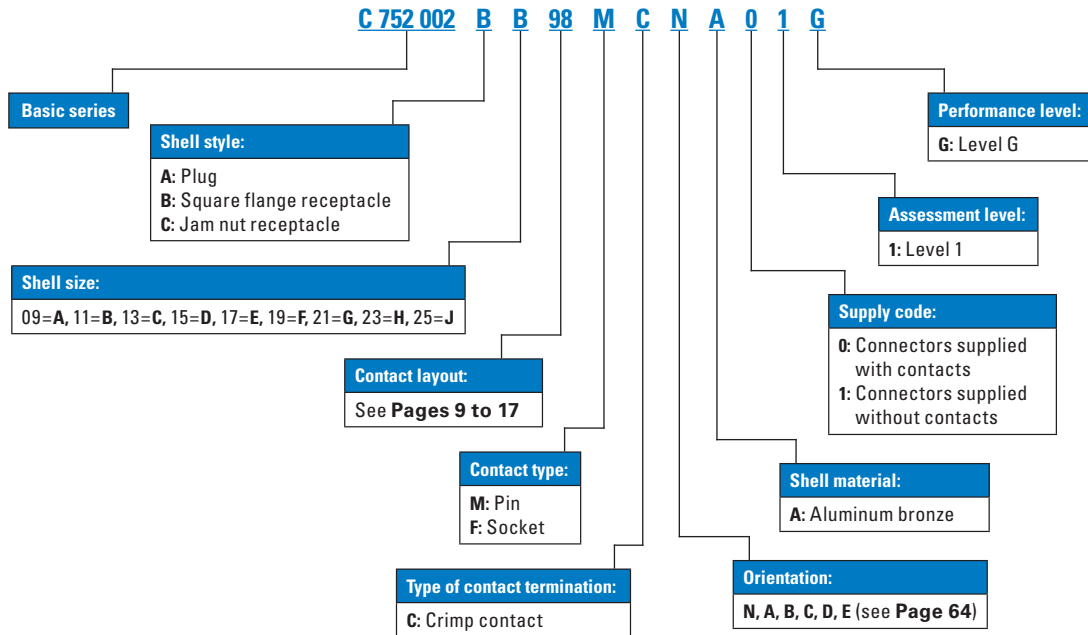 C 752 002 B B 98 M C N A 0 1 G
Basic series
Shell style:
A: Plug
B: Square flange receptacle
C: Jam nut receptacle
Shell size:
09=A, 11=B, 13=C, 15=D, 17=E, 19=F, 21=G, 23=H, 25=J
Contact layout:
See Pages 9 to 17
Contact type:
M: Pin
F: Socket
Type of contact termination:
C: Crimp contact
Performance level:
G: Level G
Assessment level:
1: Level 1
Supply code:
0: Connectors supplied
with contacts
1: Connectors supplied
without contacts
Shell material:
A: Aluminum bronze
Orientation:
N, A, B, C, D, E (see Page 64)